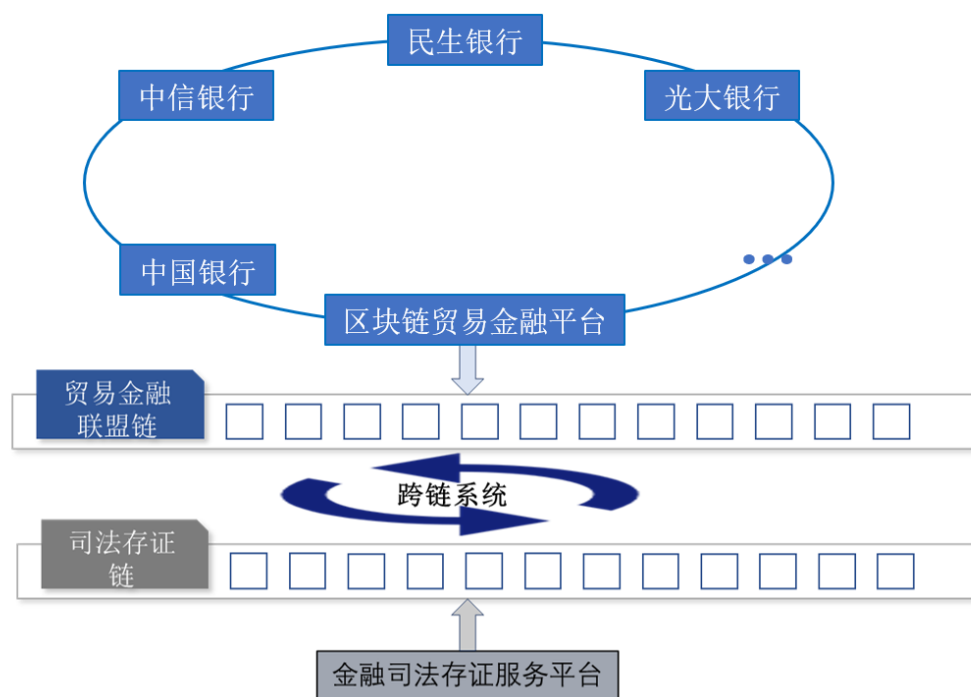 民生银行
中信银行
光大银行
中国银行
区块链贸易金融平台
贸易金融
联盟链
跨链系统
司法存证
链
金融司法存证服务平台